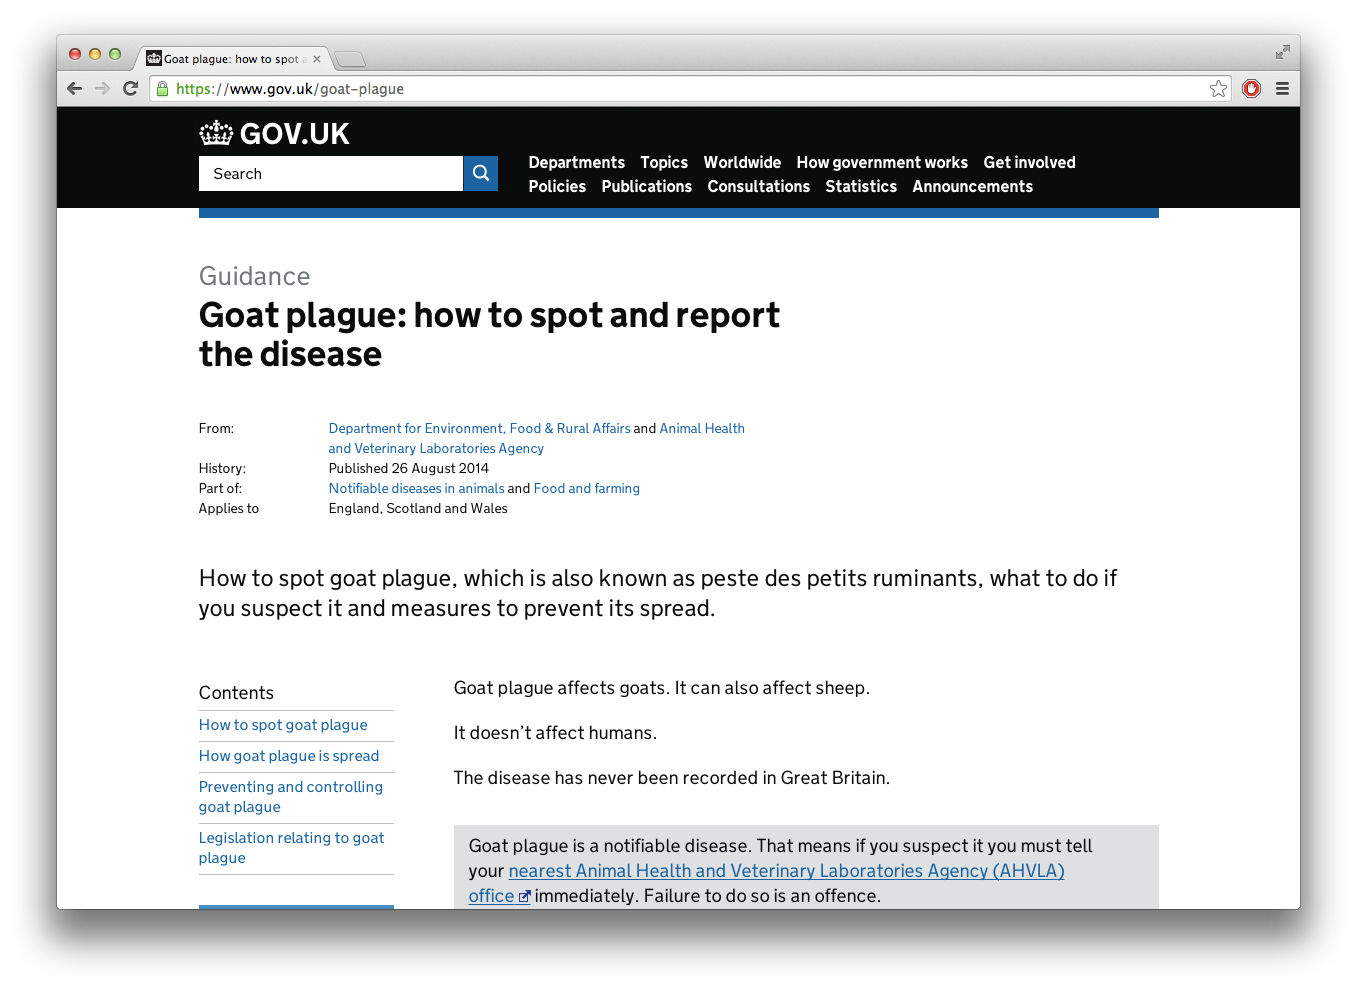 Goat plague: how to spot a
https://www.gov.uk/goat-plague
GOV.UK
Search
Departments Topics Worldwide How government works Get involved
Policies Publications Consultations Statistics Announcements
Guidance
Goat plague: how to spot and report
the disease
From: Department for Environment, Food & Rural Affairs and Animal Health
and Veterinary Laboratories Agency
History: Published 26 August 2014
Part of: Notifiable diseases in animals and Food and farming
Applies to England, Scotland and Wales
How to spot goat plague, which is also known as peste des petits ruminants, what to do if
you suspect it and measures to prevent its spread.
Contents
How to spot goat plague
How goat plague is spread
Preventing and controlling
goat plague
Legislation relating to goat
plague
Goat plague affects goats. It can also affect sheep.
It doesn’t affect humans.
The disease has never been recorded in Great Britain.
Goat plague is a notifiable disease. That means if you suspect it you must tell
your nearest Animal Health and Veterinary Laboratories Agency (AHVLA)
office immediately. Failure to do so is an offence.